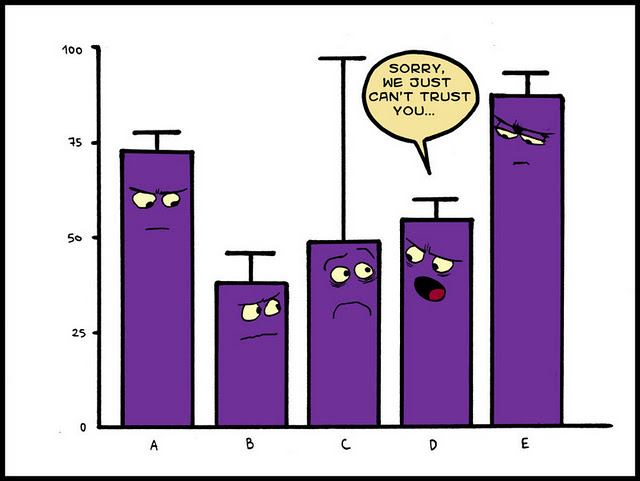 100
SORRY,
WE JUST
CAN'T TRUST
YOU...
75
50
25
0
A B C D E